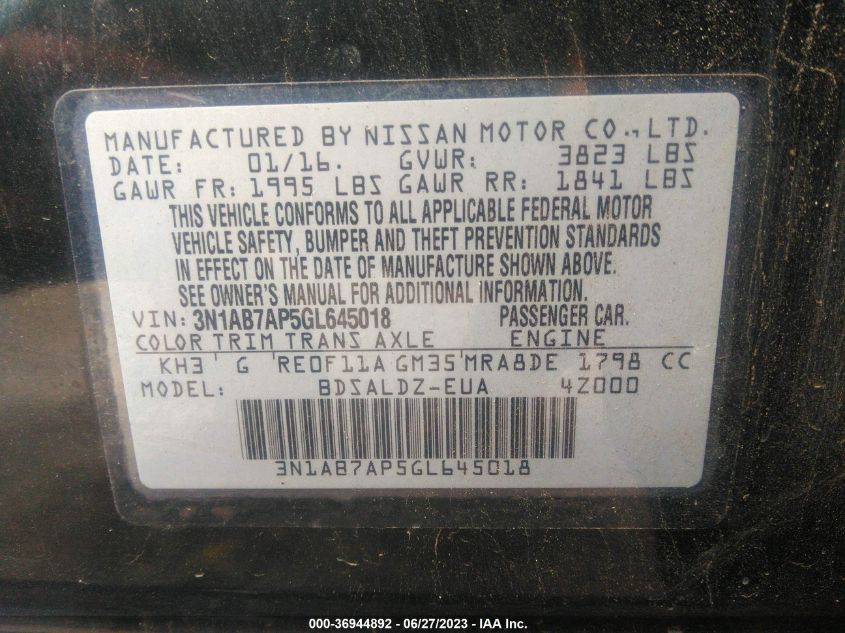 MANUFACTURED BY NISSAN MOTOR CO., LTD.
DATE: 01/16. GVWR: 3823 LBS
GAWR FR: 1995 LBS GAWR RR: 1841 LBS
THIS VEHICLE CONFORMS TO ALL APPLICABLE FEDERAL MOTOR
VEHICLE SAFETY, BUMPER AND THEFT PREVENTION STANDARDS
IN EFFECT ON THE DATE OF MANUFACTURE SHOWN ABOVE.
SEE OWNER'S MANUAL FOR ADDITIONAL INFORMATION.
VIN: 3N1AB7AP5GL645018 PASSENGER CAR.
COLOR TRIM TRANS AXLE ENGINE
KH3 G RE0F11A GM35 MRA8DE 1798 CC
MODEL: BDSALDZ-EUA 4Z000
3N1AB7AP5GL645018
000-36944892 - 06/27/2023 - IAA Inc.